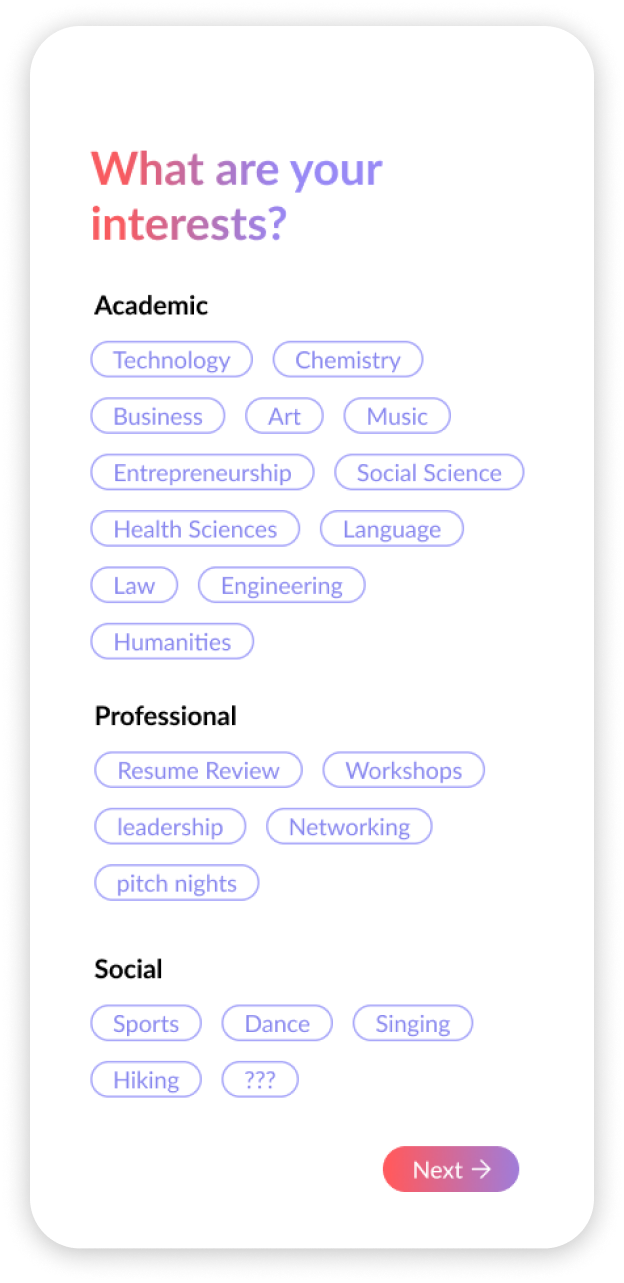 What are your
interests?
Academic
Technology Chemistry
Business Art Music
Entrepreneurship Social Science
Health Sciences Language
Law Engineering
Humanities
Professional
Resume Review Workshops
leadership Networking
pitch nights
Social
Sports Dance Singing
Hiking ???
Next →